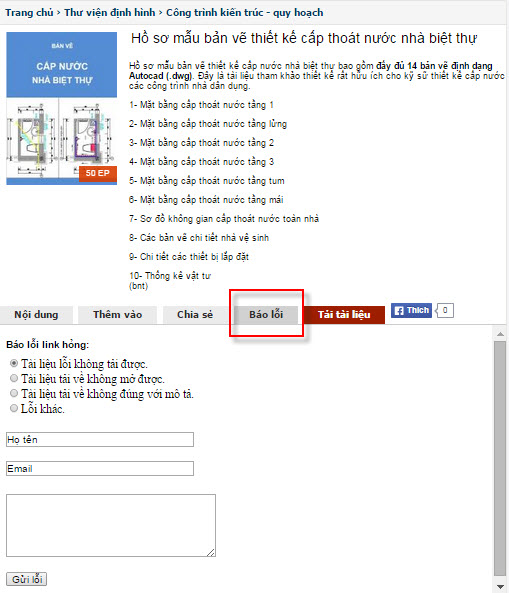 Trang chủ › Thư viện định hình › Công trình kiến trúc - quy hoạch
BẢN VẼ
CẤP NƯỚC
NHÀ BIỆT THỰ
50 EP
Hồ sơ mẫu bản vẽ thiết kế cấp thoát nước nhà biệt thự
Hồ sơ mẫu bản vẽ thiết kế cấp nước nhà biệt thự bao gồm đầy đủ 14 bản vẽ định dạng
Autocad (.dwg). Đây là tài liệu tham khảo thiết kế rất hữu ích cho kỹ sư thiết kế cấp nước
các công trình nhà dân dụng.
1- Mặt bằng cấp thoát nước tầng 1
2- Mặt bằng cấp thoát nước tầng lửng
3- Mặt bằng cấp thoát nước tầng 2
4- Mặt bằng cấp thoát nước tầng 3
5- Mặt bằng cấp thoát nước tầng tum
6- Mặt bằng cấp thoát nước tầng mái
7- Sơ đồ không gian cấp thoát nước toàn nhà
8- Các bản vẽ chi tiết nhà vệ sinh
9- Chi tiết các thiết bị lắp đặt
10- Thống kê vật tư
(bnt)
Nội dung Thêm vào Chia sẻ Báo lỗi Tải tài liệu Thích 0
Báo lỗi link hỏng:
Tài liệu lỗi không tải được.
Tài liệu tải về không mở được.
Tài liệu tải về không đúng với mô tả.
Lỗi khác.
Họ tên
Email
Gửi lỗi